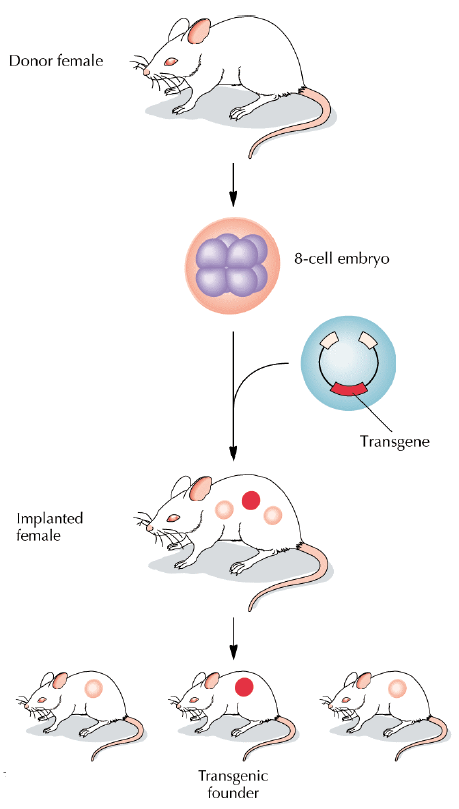 Donor female
8-cell embryo
Transgene
Implanted
female
Transgenic
founder